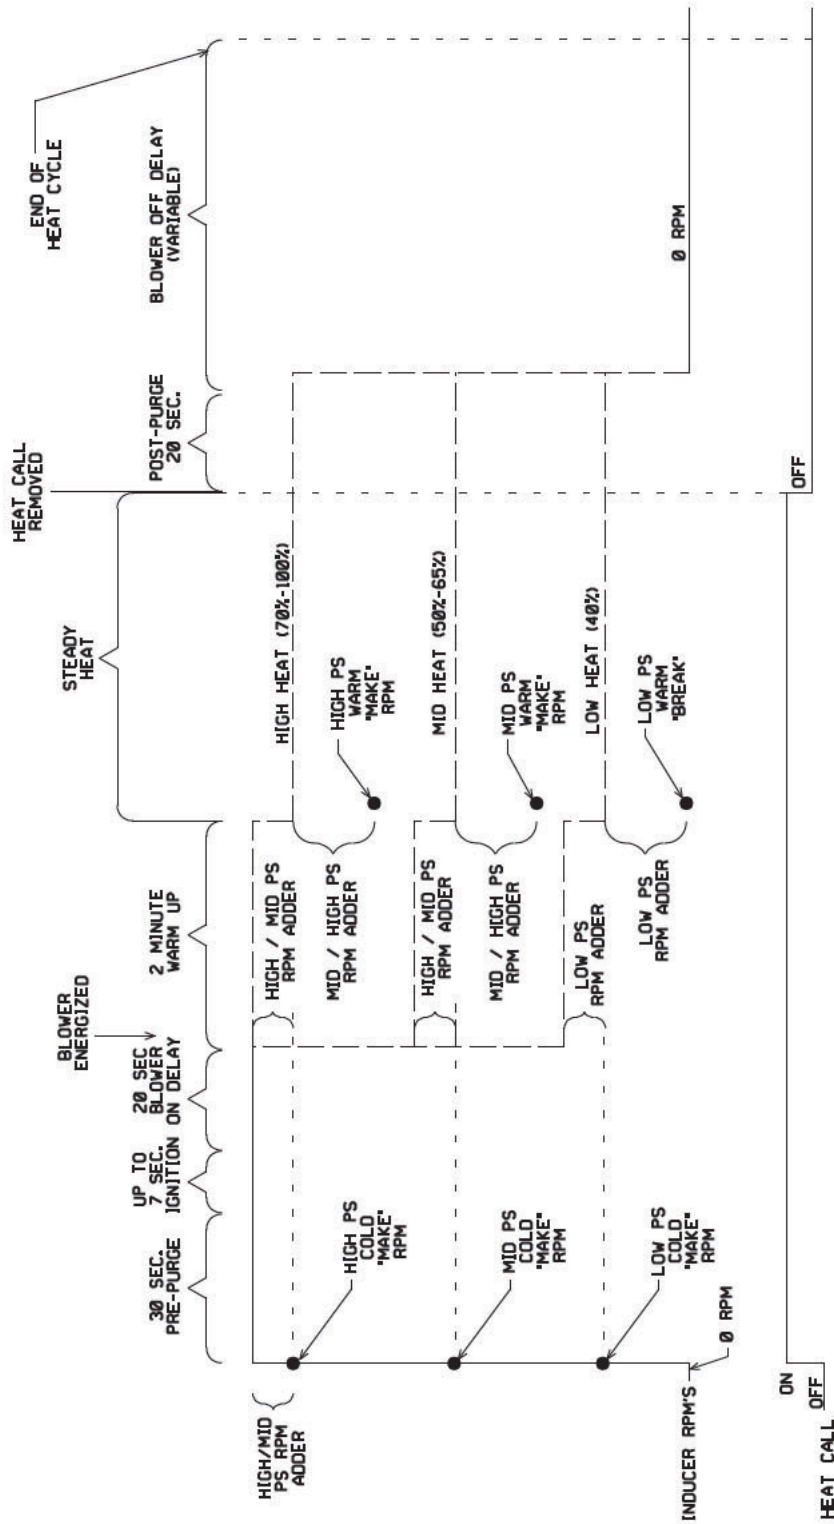 END OF
HEAT CYCLE
BLOWER OFF DELAY
(VARIABLE)
HEAT CALL
REMOVED
POST-PURGE
20 SEC.
STEADY
HEAT
2 MINUTE
WARM UP
BLOWER
ENERGIZED
20 SEC
BLOWER
ON DELAY
UP TO
7 SEC.
IGNITION
30 SEC.
PRE-PURGE
HIGH/MID
PS RPM
ADDER
HIGH / MID PS
RPM ADDER
HIGH HEAT (70%-100%)
MID / HIGH PS
RPM ADDER
HIGH PS
WARM
"MAKE"
RPM
HIGH PS
COLD
"MAKE"
RPM
HIGH / MID PS
RPM ADDER
MID HEAT (50%-65%)
MID / HIGH PS
RPM ADDER
MID PS
WARM
"MAKE"
RPM
MID PS
COLD
"MAKE"
RPM
LOW PS
RPM ADDER
LOW HEAT (40%)
LOW PS
RPM ADDER
LOW PS
WARM
"BREAK"
LOW PS
COLD
"MAKE"
RPM
INDUCER RPM'S
0 RPM
0 RPM
ON
OFF
OFF
HEAT CALL